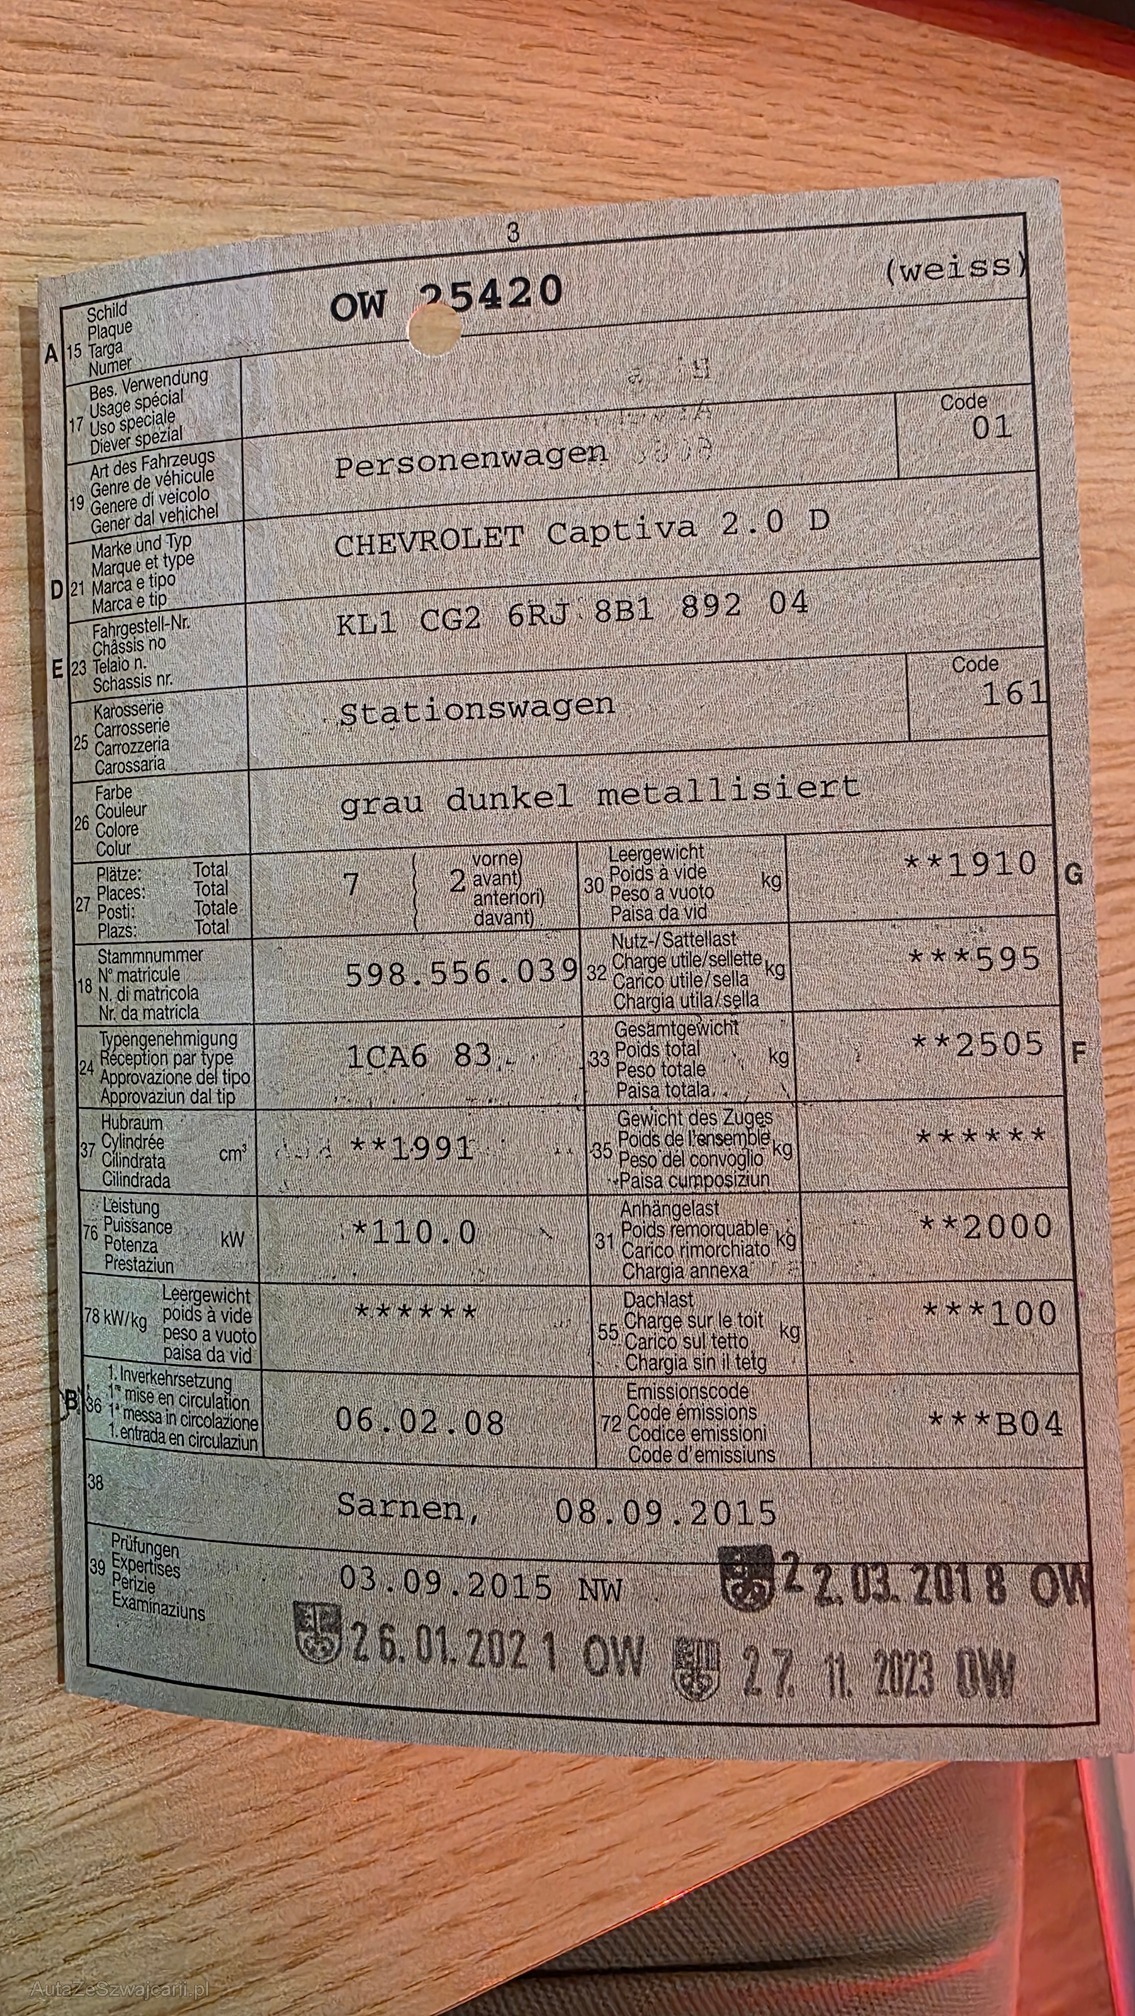 3
A 15 Schild
Plaque
Targa
Numer
OW 25420 (weiss)
17 Bes. Verwendung
Usage spécial
Uso speciale
Diever spezial
19 Art des Fahrzeugs
Genre de véhicule
Genere di veicolo
Gener dal vehichel
Personenwagen
Code
01
D 21 Marke und Typ
Marque et type
Marca e tipo
Marca e tip
CHEVROLET Captiva 2.0 D
E 23 Fahrgestell-Nr.
Châssis no
Telaio n.
Schassis nr.
KL1 CG2 6RJ 8B1 892 04
25 Karosserie
Carrosserie
Carrozzeria
Carossaria
Stationswagen
Code
161
26 Farbe
Couleur
Colore
Colur
grau dunkel metallisiert
27 Plätze: Total
Places: Total
Posti: Totale
Plazs: Total
7 ( 2 vorne)
avant)
anteriori)
davant)
30 Leergewicht
Poids à vide
Peso a vuoto
Paisa da vid
kg
**1910 G
18 Stammnummer
N° matricule
N. di matricola
Nr. da matricla
598.556.039
32 Nutz-/Sattellast
Charge utile/sellette
Carico utile/sella
Chargia utila/sella
kg
***595
24 Typengenehmigung
Réception par type
Approvazione del tipo
Approvaziun dal tip
1CA6 83
33 Gesamtgewicht
Poids total
Peso totale
Paisa totala
kg
**2505 F
37 Hubraum
Cylindrée
Cilindrata
Cilindrada
cm³
**1991
35 Gewicht des Zuges
Poids de l'ensemble
Peso del convoglio
Paisa cumposiziun
kg
******
76 Leistung
Puissance
Potenza
Prestaziun
kW
*110.0
31 Anhängelast
Poids remorquable
Carico rimorchiato
Chargia annexa
kg
**2000
78 kW/kg Leergewicht
poids à vide
peso a vuoto
paisa da vid
******
55 Dachlast
Charge sur le toit
Carico sul tetto
Chargia sin il tetg
kg
***100
B 36 1. Inverkehrsetzung
1re mise en circulation
1a messa in circolazione
1. entrada en circulaziun
06.02.08
72 Emissionscode
Code émissions
Codice emissioni
Code d'emissiuns
***B04
38
Sarnen, 08.09.2015
39 Prüfungen
Expertises
Perizie
Examinaziuns
03.09.2015 NW 22.03.2018 OW
26.01.2021 OW 27. 11. 2023 OW
AutaZeSzwajcarii.pl